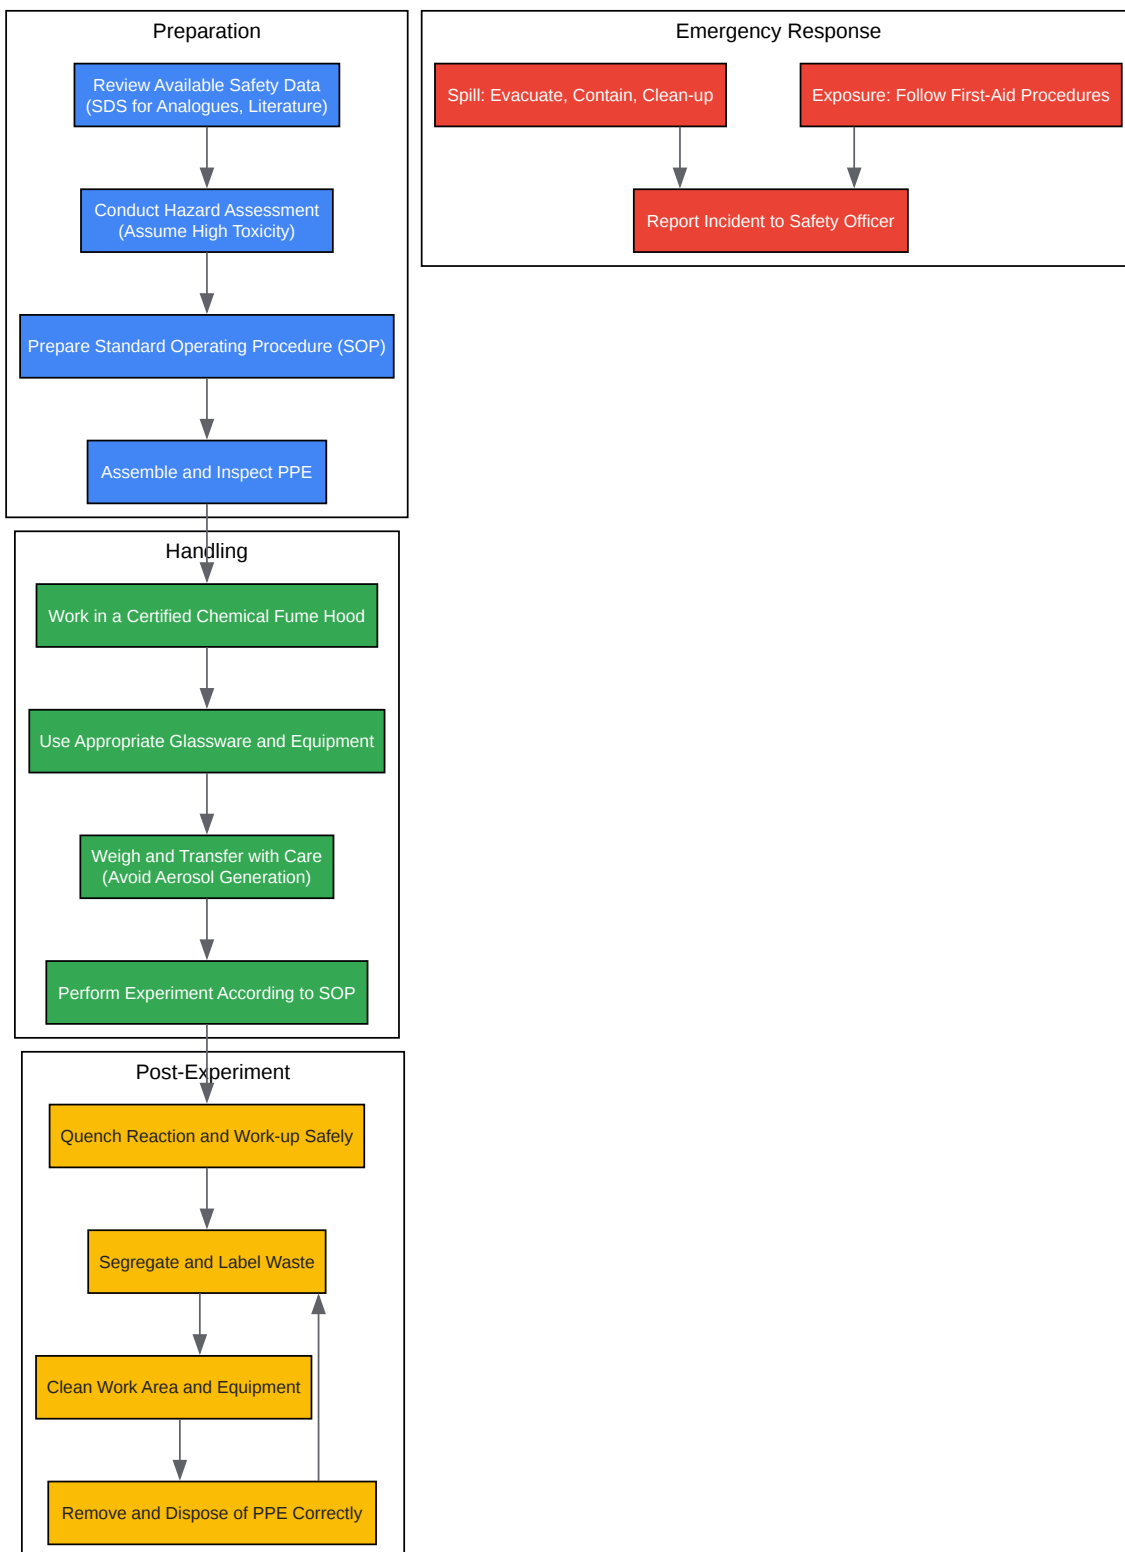 Preparation
Review Available Safety Data
(SDS for Analogues, Literature)
Conduct Hazard Assessment
(Assume High Toxicity)
Prepare Standard Operating Procedure (SOP)
Assemble and Inspect PPE
Handling
Work in a Certified Chemical Fume Hood
Use Appropriate Glassware and Equipment
Weigh and Transfer with Care
(Avoid Aerosol Generation)
Perform Experiment According to SOP
Post-Experiment
Quench Reaction and Work-up Safely
Segregate and Label Waste
Clean Work Area and Equipment
Remove and Dispose of PPE Correctly
Emergency Response
Spill: Evacuate, Contain, Clean-up
Exposure: Follow First-Aid Procedures
Report Incident to Safety Officer